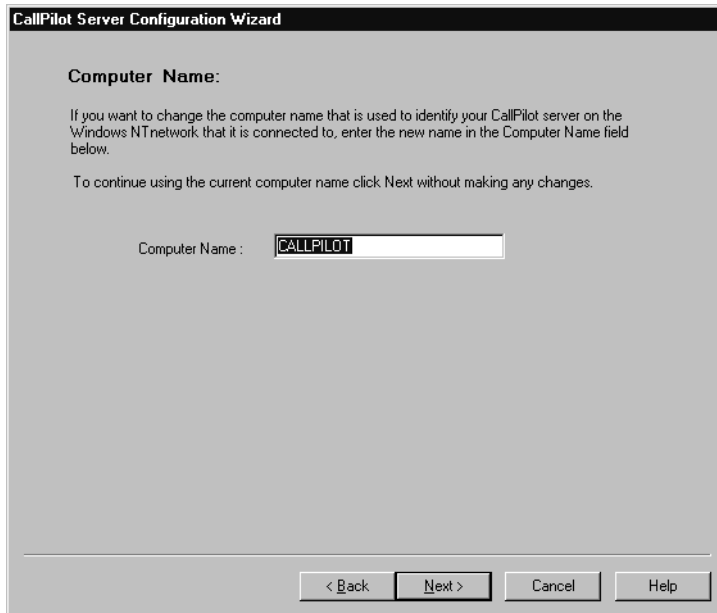 CallPilot Server Configuration Wizard
Computer Name:
If you want to change the computer name that is used to identify your CallPilot server on the
Windows NTnetwork that it is connected to, enter the new name in the Computer Name field
below.
To continue using the current computer name click Next without making any changes.
Computer Name : CALLPILOT
< Back Next > Cancel Help